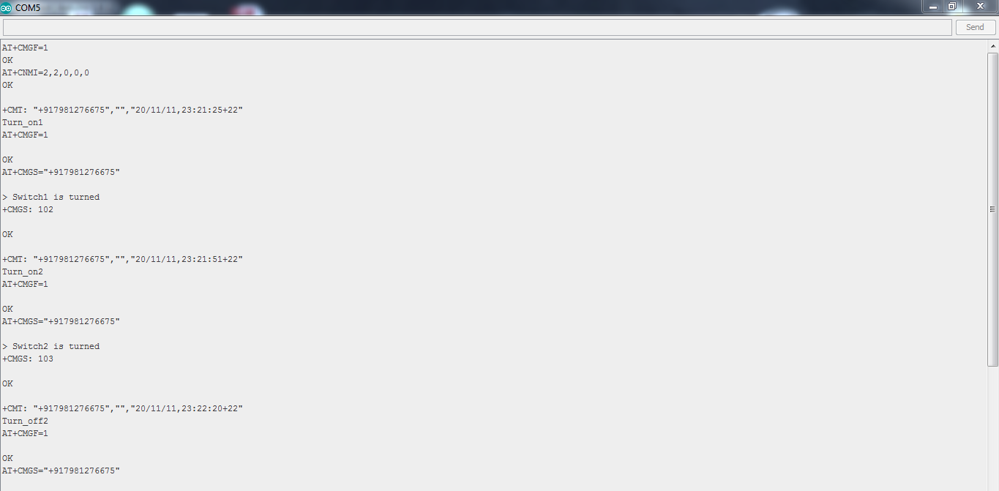 COM5
Send
AT+CMGF=1
OK
AT+CNMI=2,2,0,0,0
OK
+CMT: "+917981276675","","20/11/11,23:21:25+22"
Turn_on1
AT+CMGF=1
OK
AT+CMGS="+917981276675"
> Switch1 is turned
+CMGS: 102
OK
+CMT: "+917981276675","","20/11/11,23:21:51+22"
Turn_on2
AT+CMGF=1
OK
AT+CMGS="+917981276675"
> Switch2 is turned
+CMGS: 103
OK
+CMT: "+917981276675","","20/11/11,23:22:20+22"
Turn_off2
AT+CMGF=1
OK
AT+CMGS="+917981276675"